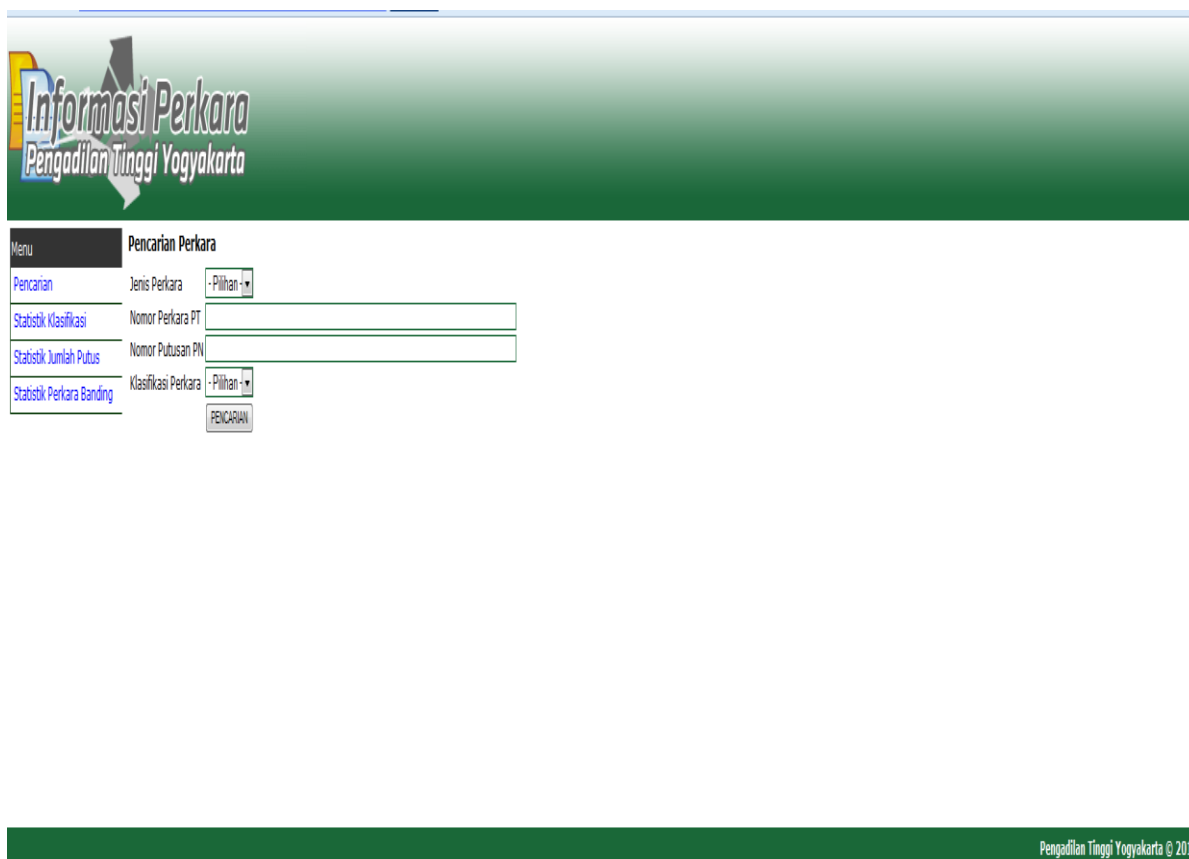 Informasi Perkara
Pengadilan Tinggi Yogyakarta
Menu
Pencarian
Statistik Klasifikasi
Statistik Jumlah Putus
Statistik Perkara Banding
Pencarian Perkara
Jenis Perkara - Pilihan -
Nomor Perkara PT
Nomor Putusan PN
Klasifikasi Perkara - Pilihan -
PENCARIAN
Pengadilan Tinggi Yogyakarta © 201